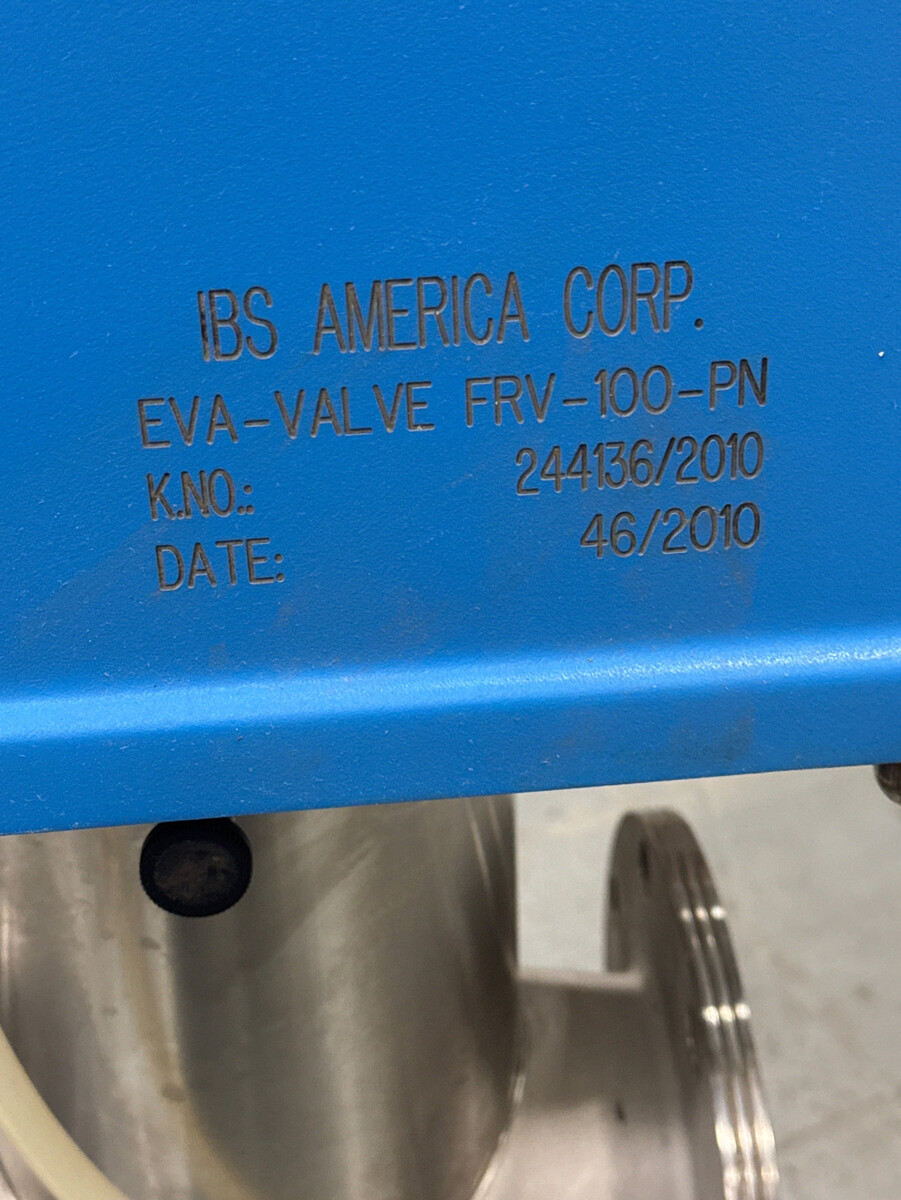 IBS AMERICA CORP.
EVA-VALVE FRV-100-PN
K.NO.: 244136/2010
DATE: 46/2010